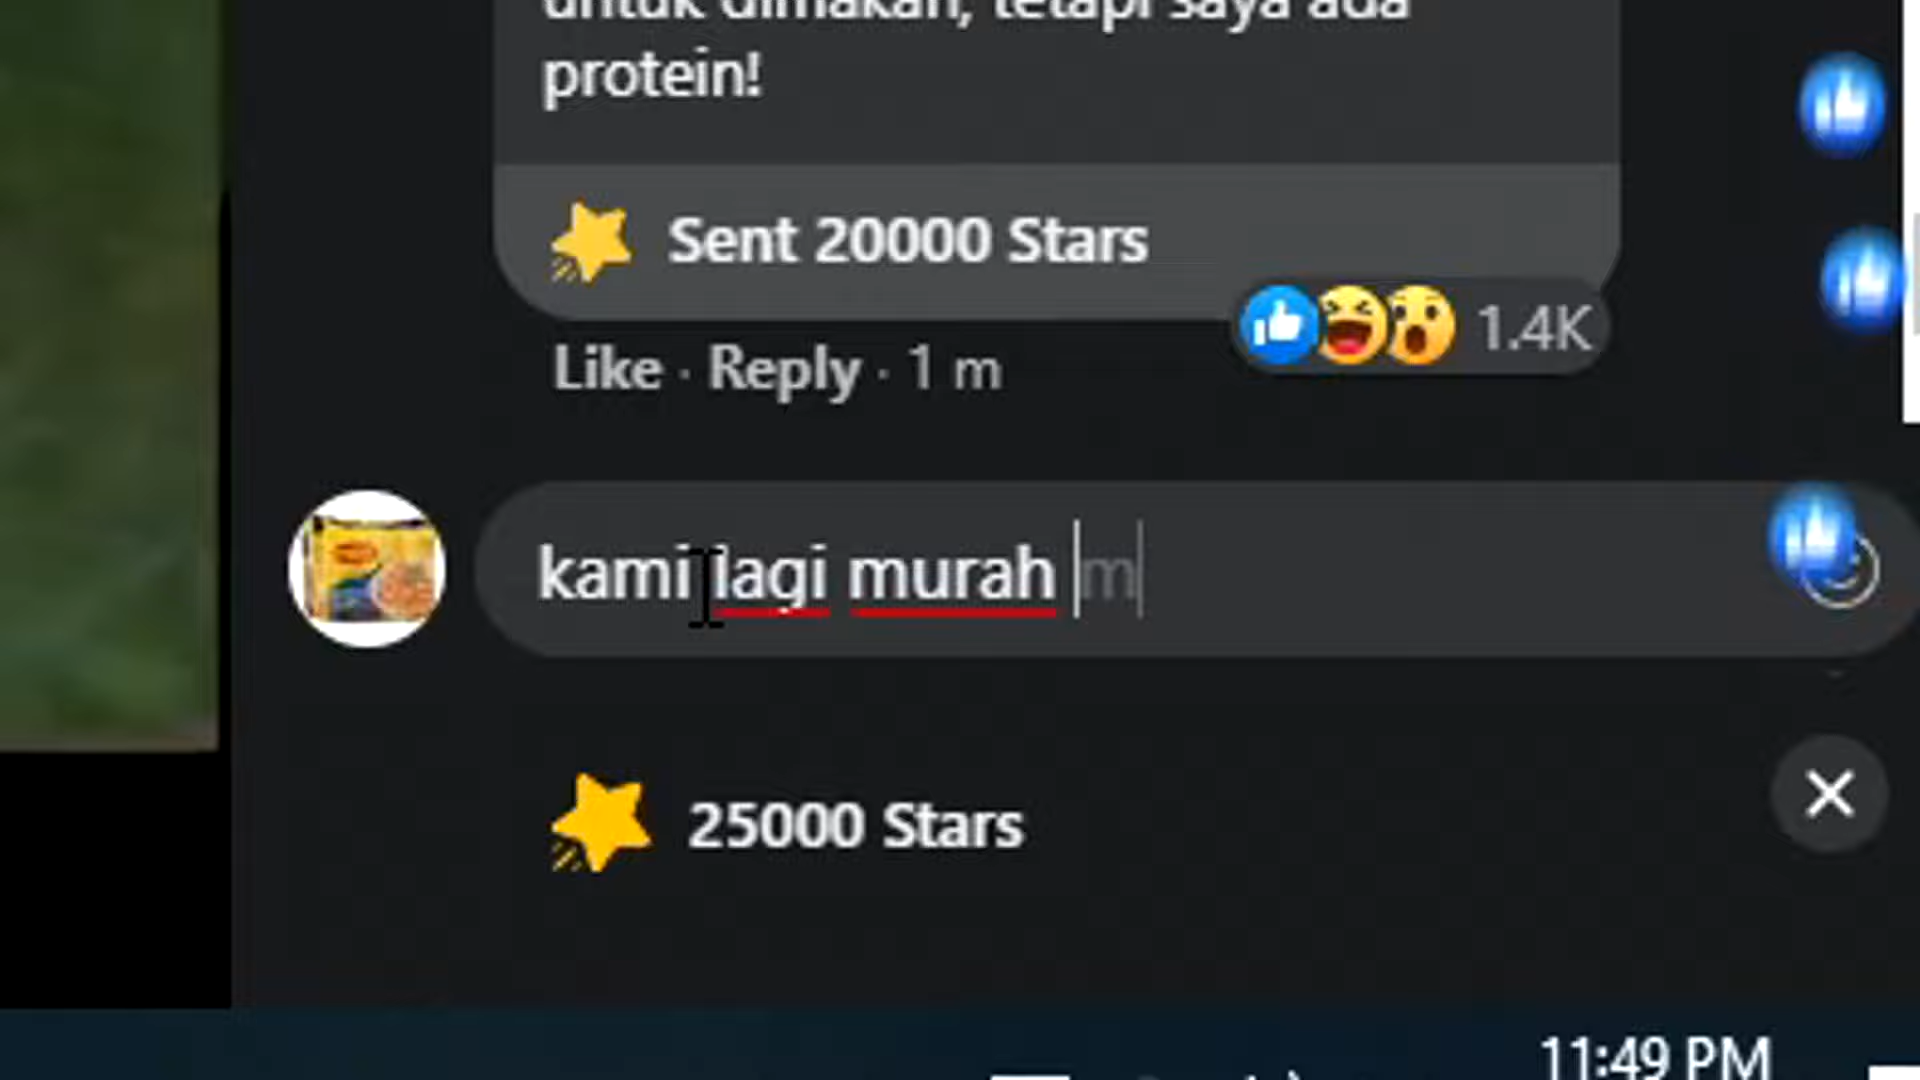 untuk dimakan, tetapi saya ada
protein!
Sent 20000 Stars
1.4K
Like · Reply · 1 m
kami lagi murah m
25000 Stars
11:49 PM